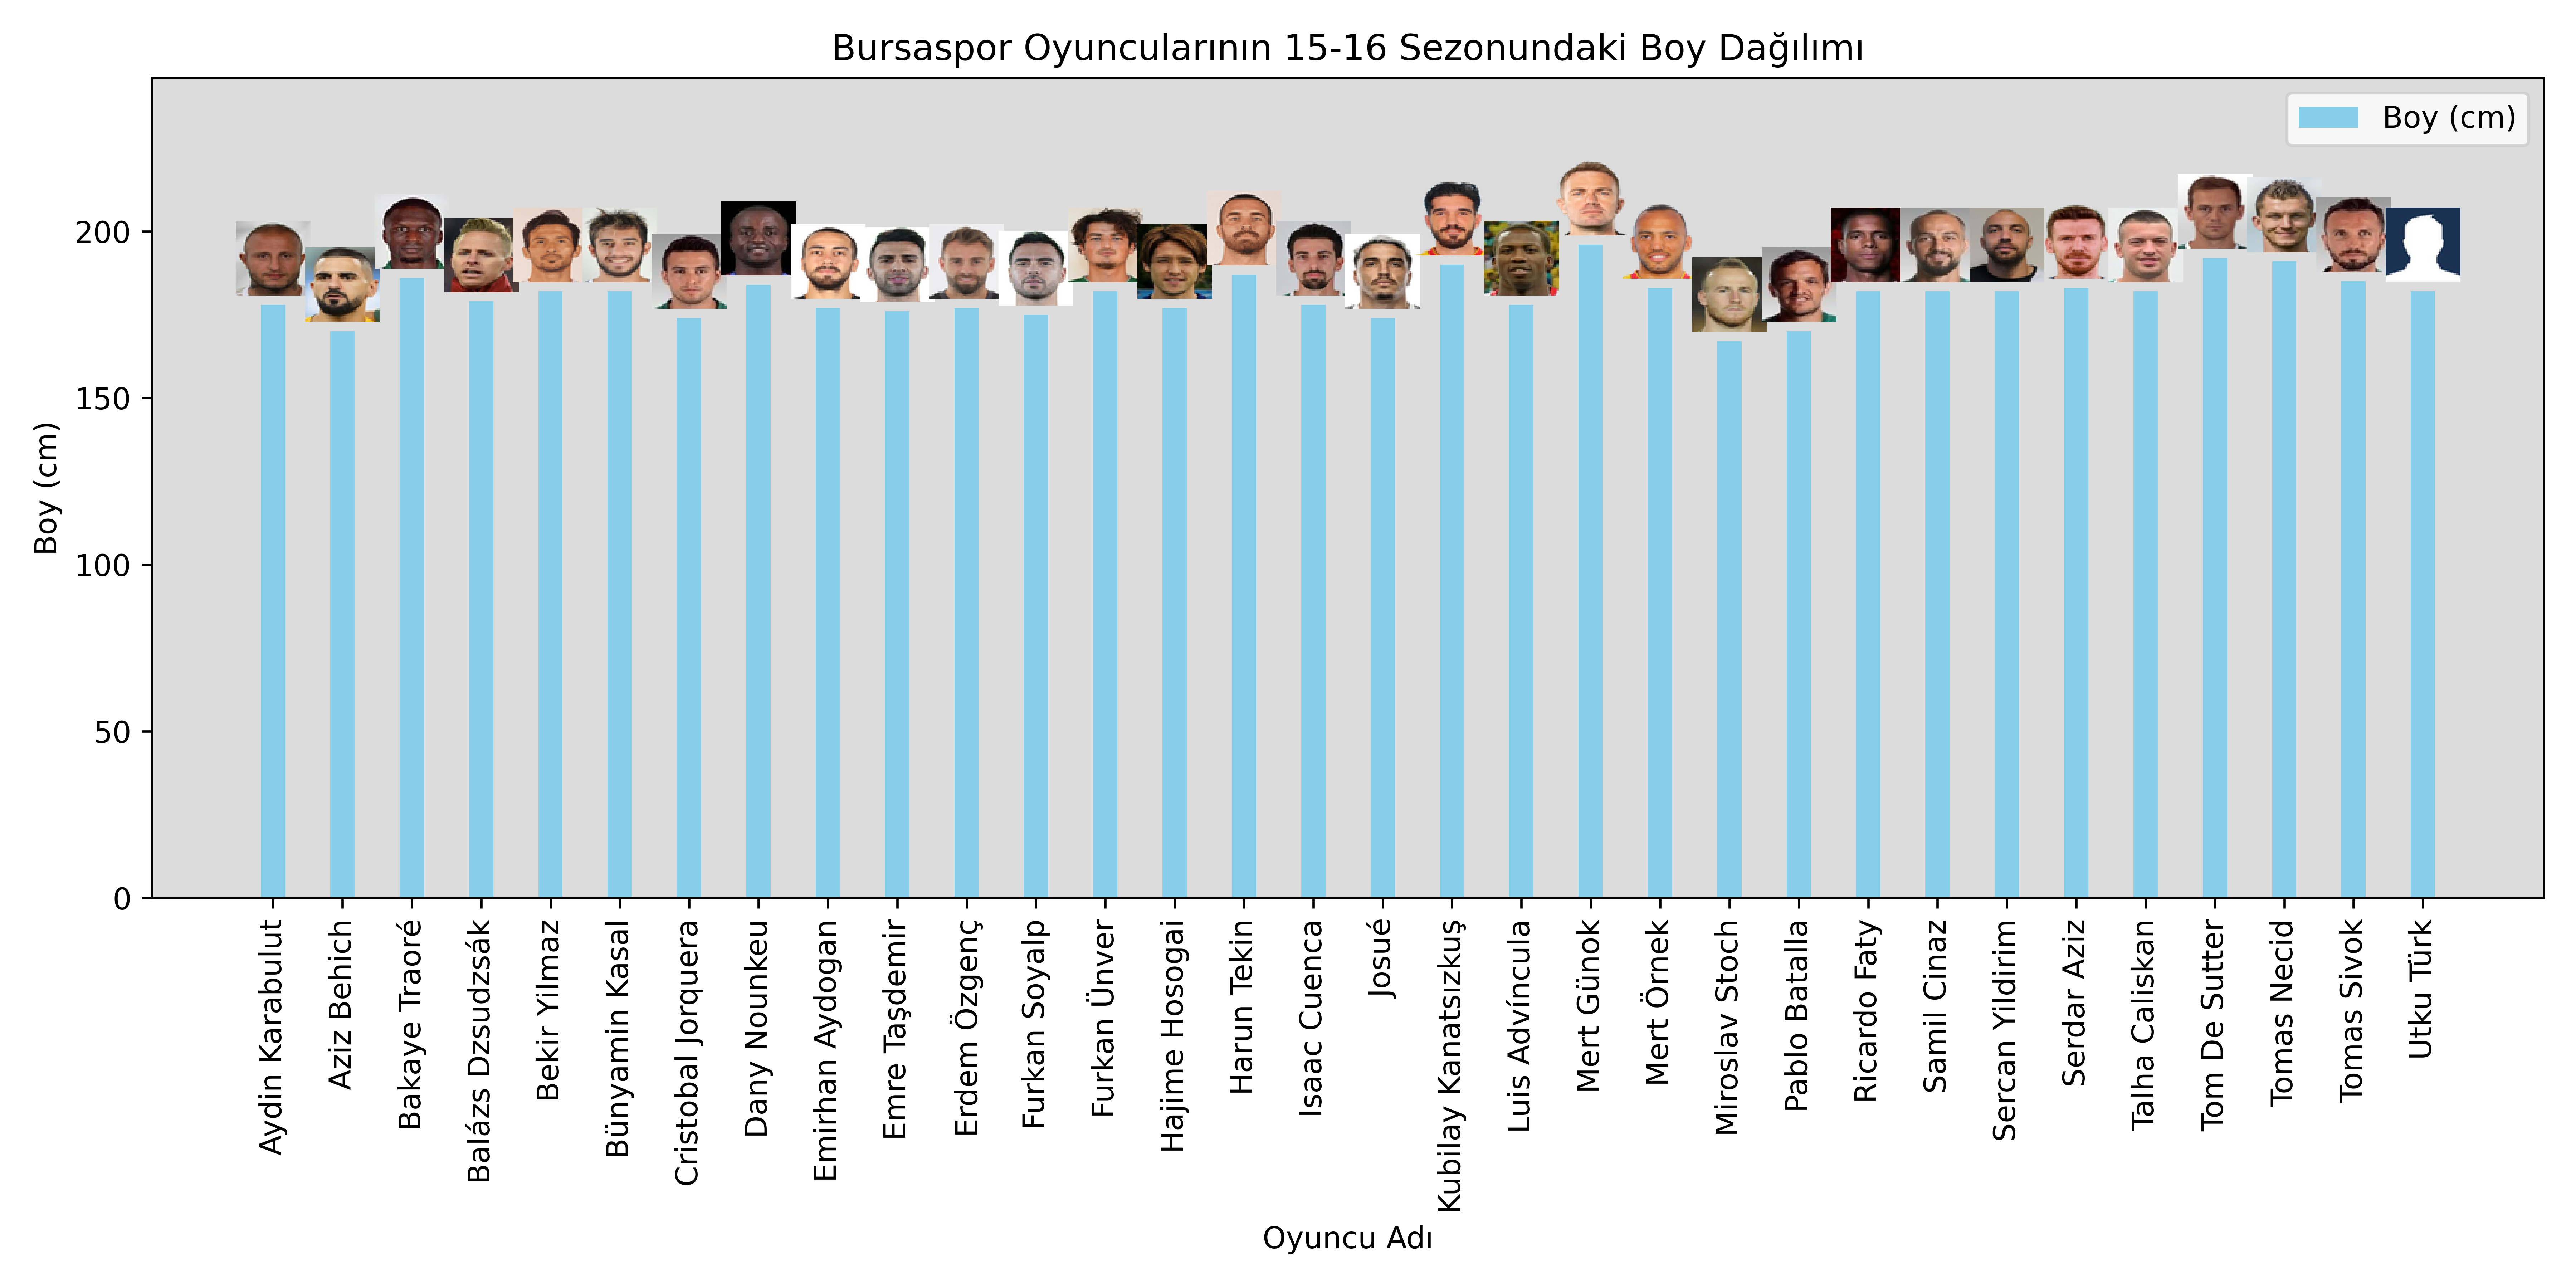 Bursaspor Oyuncularının 15-16 Sezonundaki Boy Dağılımı
Boy (cm)
Boy (cm)
200
150
100
50
0
Aydin Karabulut
Aziz Behich
Bakaye Traoré
Balázs Dzsudzsák
Bekir Yilmaz
Bünyamin Kasal
Cristobal Jorquera
Dany Nounkeu
Emirhan Aydogan
Emre Taşdemir
Erdem Özgenç
Furkan Soyalp
Furkan Ünver
Hajime Hosogai
Harun Tekin
Isaac Cuenca
Josué
Kubilay Kanatsızkuş
Luis Advíncula
Mert Günok
Mert Örnek
Miroslav Stoch
Pablo Batalla
Ricardo Faty
Samil Cinaz
Sercan Yildirim
Serdar Aziz
Talha Caliskan
Tom De Sutter
Tomas Necid
Tomas Sivok
Utku Türk
Oyuncu Adı